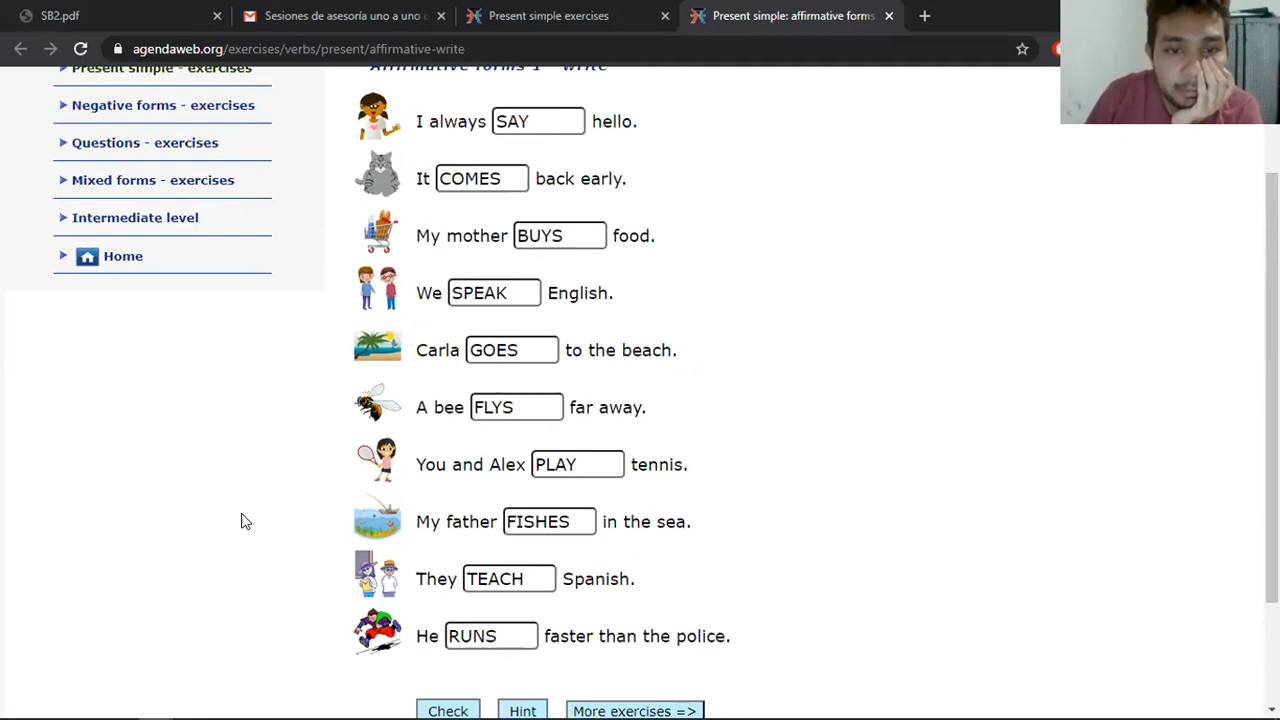 SB2.pdf
Sesiones de asesoría uno a uno c
Present simple exercises
Present simple: affirmative forms
agendaweb.org/exercises/verbs/present/affirmative-write
Present simple - exercises
Negative forms - exercises
Questions - exercises
Mixed forms - exercises
Intermediate level
Home
Affirmative forms 1 - write
I always SAY hello.
It COMES back early.
My mother BUYS food.
We SPEAK English.
Carla GOES to the beach.
A bee FLYS far away.
You and Alex PLAY tennis.
My father FISHES in the sea.
They TEACH Spanish.
He RUNS faster than the police.
Check Hint More exercises =>